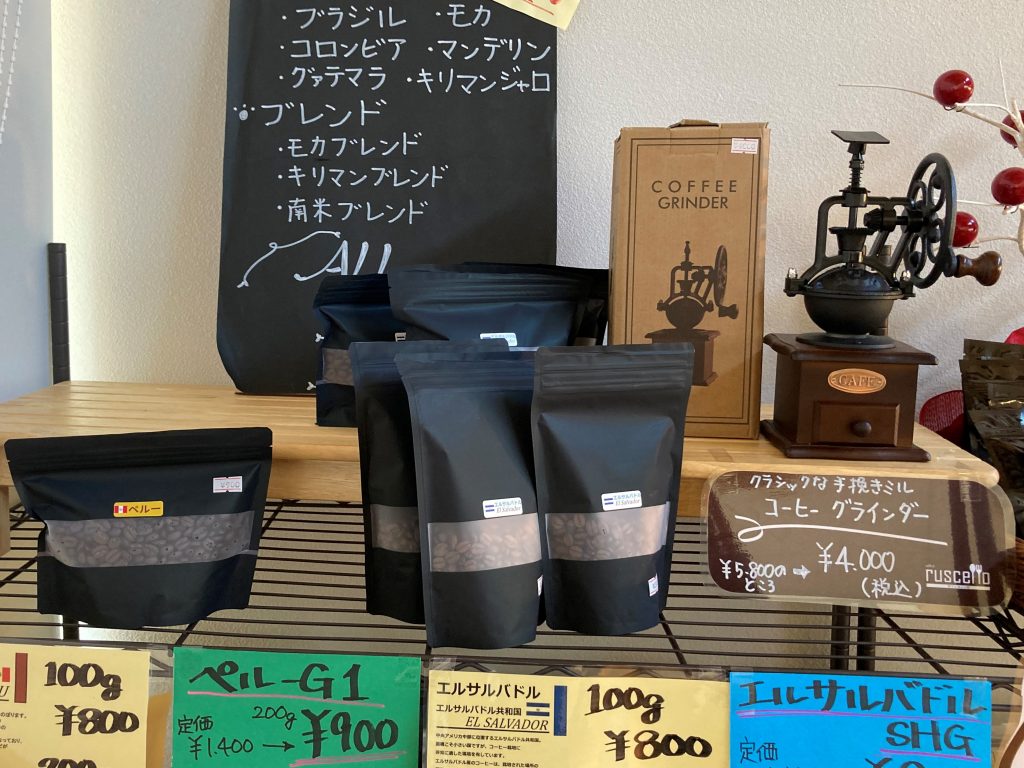 ・ブラジル ・モカ
・コロンビア ・マンデリン
・グァテマラ ・キリマンジャロ
ブレンド
・モカブレンド
・キリマンブレンド
・南米ブレンド
ALL
COFFEE
GRINDER
CAFE
ペルー
¥900
エルサルバドル
El Salvador
エルサルバドル
El Salvador
クラシックな手挽きミル
コーヒー グラインダー
¥5.800の
ところ
→ ¥4.000
(税込)
ruscello
100g
¥800
ペルーG1
定価
¥1.400
200g
→ ¥900
エルサルバドル
エルサルバドル共和国
EL SALVADOR
100g
¥800
エルサルバドル
SHG
定価